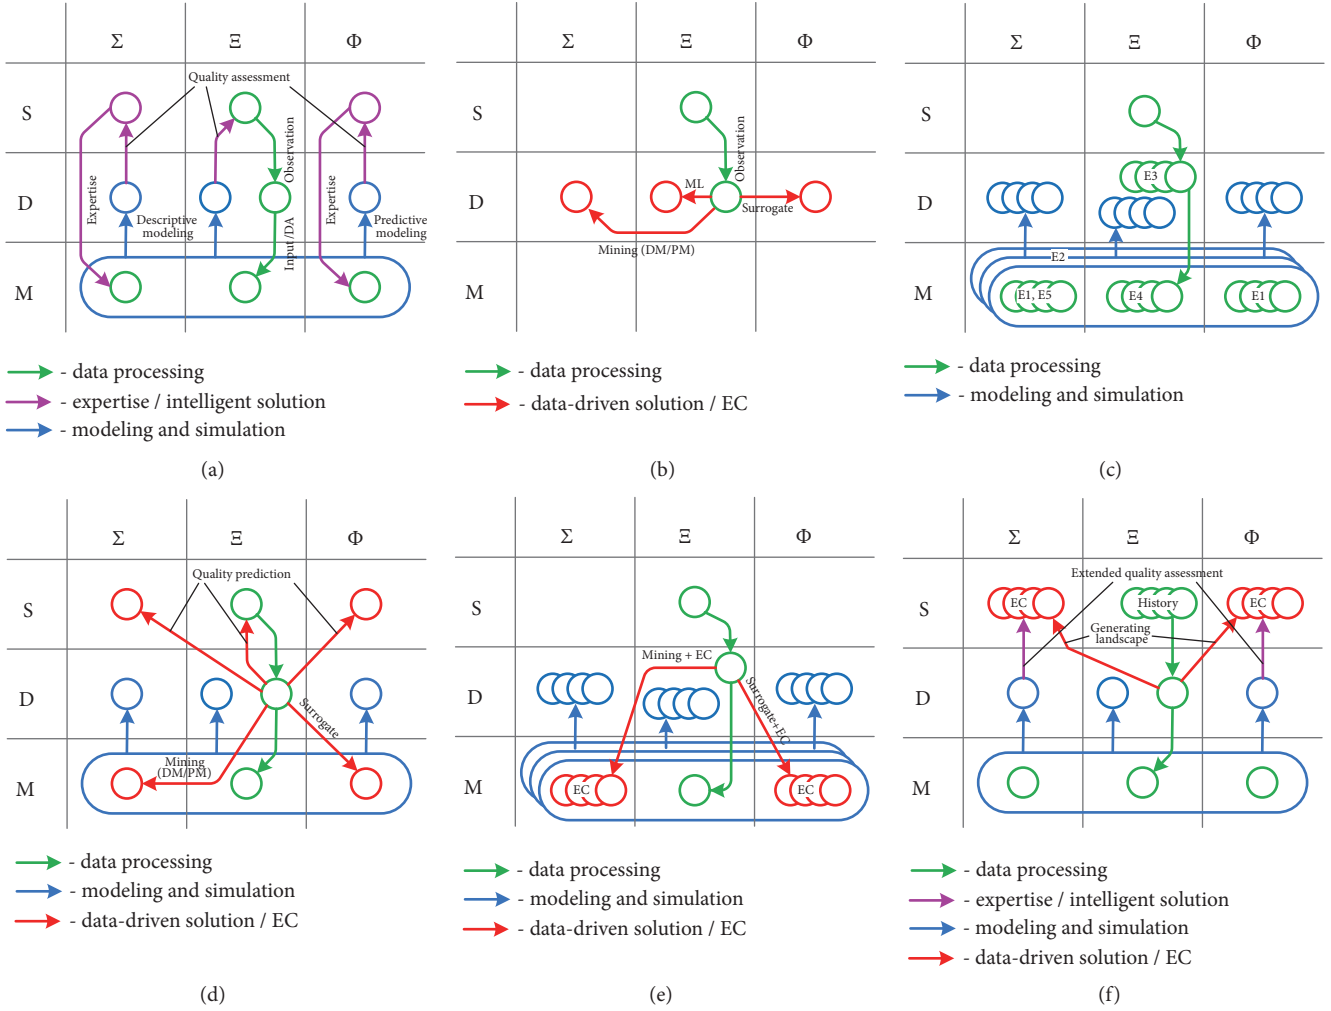 Σ Ξ Φ
S
D
M
Quality assessment
Expertise
Descriptive
modeling
Observation
Input /DA
Expertise
Predictive
modeling
- data processing
- expertise / intelligent solution
- modeling and simulation
(a)
Σ Ξ Φ
S
D
M
Observation
ML
Surrogate
Mining (DM/PM)
- data processing
- data-driven solution / EC
(b)
Σ Ξ Φ
S
D
M
E3
E2
E1, E5
E4
E1
- data processing
- modeling and simulation
(c)
Σ Ξ Φ
S
D
M
Quality prediction
Surrogate
Mining
(DM/PM)
- data processing
- modeling and simulation
- data-driven solution / EC
(d)
Σ Ξ Φ
S
D
M
Mining + EC
Surrogate+EC
EC
EC
- data processing
- modeling and simulation
- data-driven solution / EC
(e)
Σ Ξ Φ
S
D
M
Extended quality assessment
EC
History
EC
Generating
landscape
- data processing
- expertise / intelligent solution
- modeling and simulation
- data-driven solution / EC
(f)